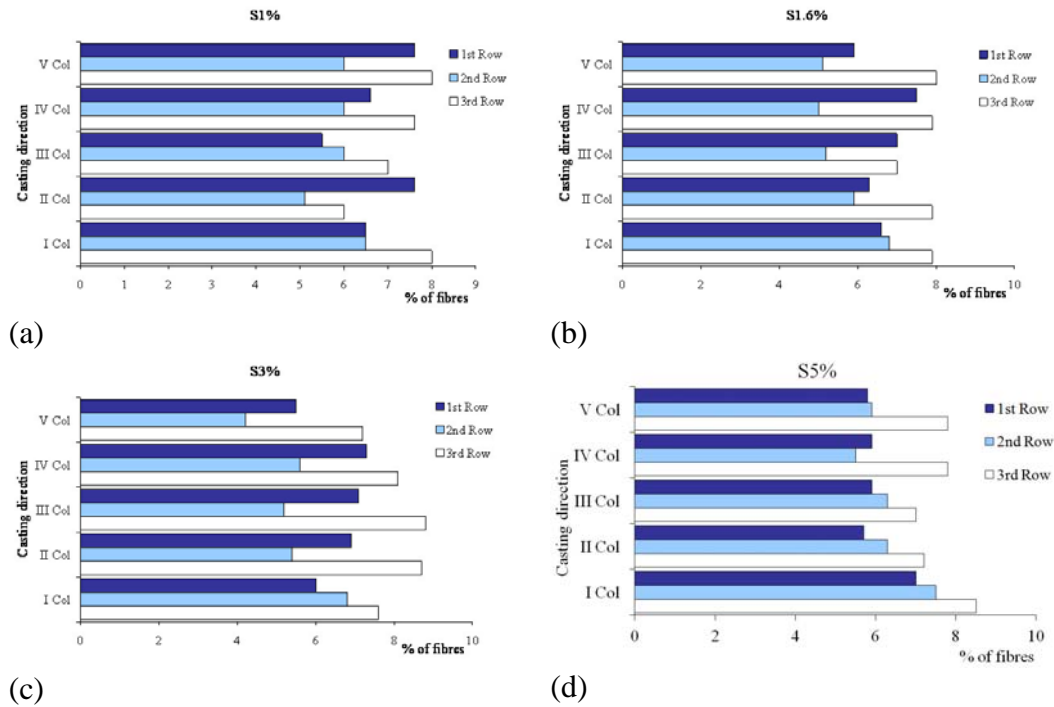 S1%
Casting direction
V Col
IV Col
III Col
II Col
I Col
0 1 2 3 4 5 6 7 8 9
% of fibres
1st Row
2nd Row
3rd Row
(a)
S1.6%
Casting direction
V Col
IV Col
III Col
II Col
I Col
0 2 4 6 8 10
% of fibres
1st Row
2nd Row
3rd Row
(b)
S3%
Casting direction
V Col
IV Col
III Col
II Col
I Col
0 2 4 6 8 10
% of fibres
1st Row
2nd Row
3rd Row
(c)
S5%
Casting direction
V Col
IV Col
III Col
II Col
I Col
0 2 4 6 8 10
% of fibres
1st Row
2nd Row
3rd Row
(d)